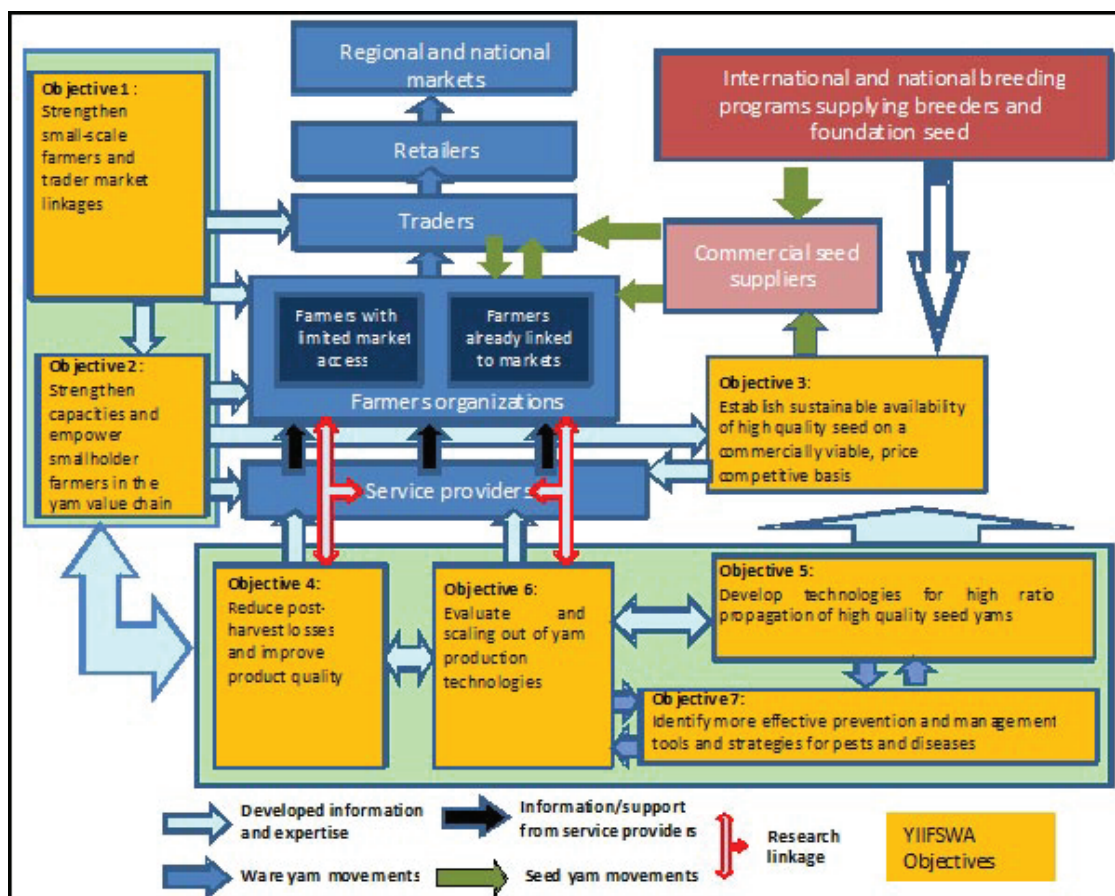 Regional and national
markets
Retailers
Traders
International and national breeding
programs supplying breeders and
foundation seed
Commercial seed
suppliers
Objective 1 :
Strengthen
small-scale
farmers and
trader market
linkages
Farmers with
limited market
access
Farmers
already linked
to markets
Farmers organizations
Objective 2 :
Strengthen
capacities and
empower
smallholder
farmers in the
yam value chain
Objective 3:
Establish sustainable availability
of high quality seed on a
commercially viable, price
competitive basis
Service providers
Objective 4:
Reduce post-
harvest losses
and improve
product quality
Objective 6:
Evaluate and
scaling out of yam
production
technologies
Objective 5:
Develop technologies for high ratio
propagation of high quality seed yams
Objective 7:
Identify more effective prevention and management
tools and strategies for pests and diseases
Developed information
and expertise
Information/support
from service providers
Research
linkage
YIIFSWA
Objectives
Ware yam movements
Seed yam movements